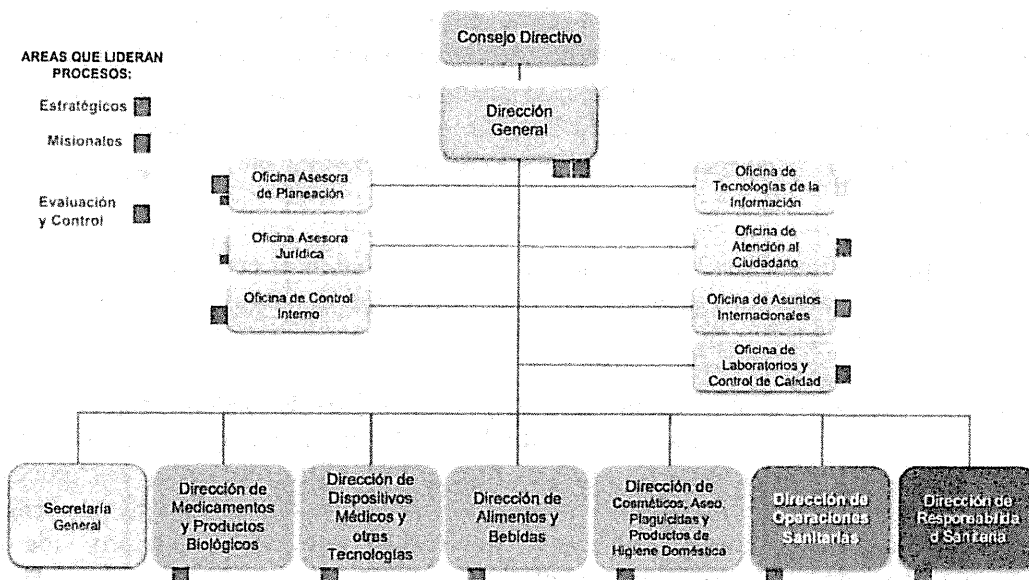 Consejo Directivo
AREAS QUE LIDERAN
PROCESOS:
Estratégicos
Misionales
Evaluación
y Control
Dirección
General
Oficina Asesora
de Planeación
Oficina de
Tecnologías de la
Información
Oficina Asesora
Jurídica
Oficina de
Atención al
Ciudadano
Oficina de Control
Interno
Oficina de Asuntos
Internacionales
Oficina de
Laboratorios y
Control de Calidad
Secretaría
General
Dirección de
Medicamentos
y Productos
Biológicos
Dirección de
Dispositivos
Médicos y
otras
Tecnologías
Dirección de
Alimentos y
Bebidas
Dirección de
Cosméticos, Aseo,
Plaguicidas y
Productos de
Higiene Doméstica
Dirección de
Operaciones
Sanitarias
Dirección de
Responsabilida
d Sanitaria